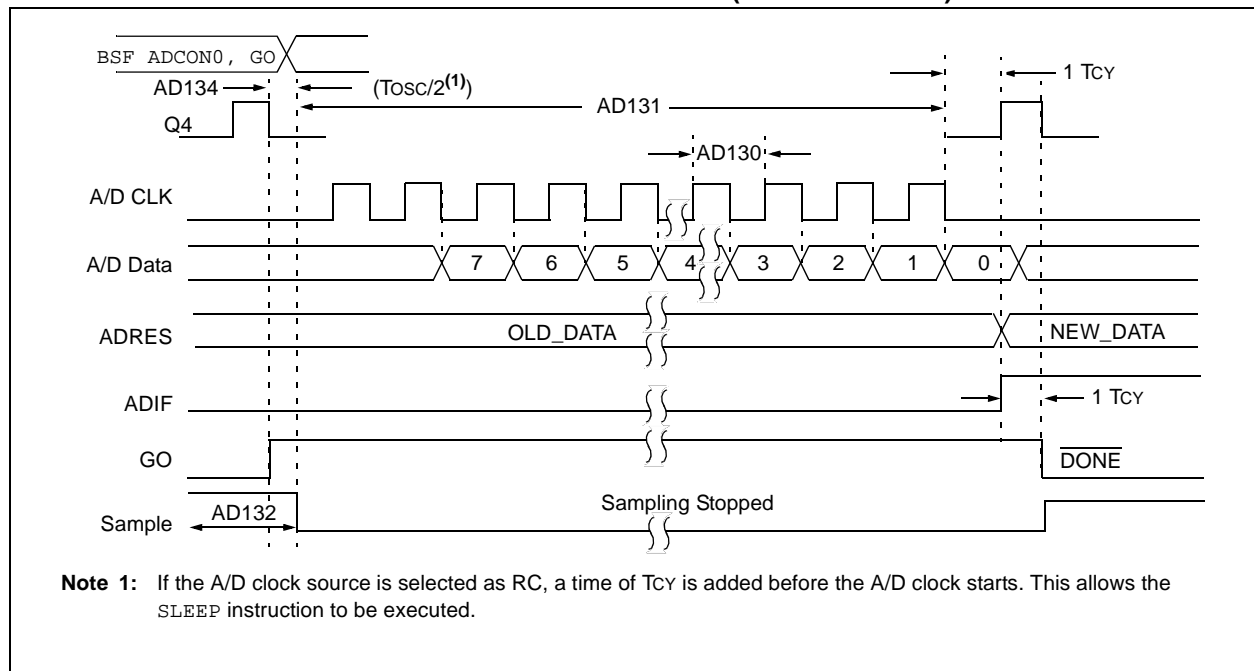 BSF ADCON0, GO
AD134
(TOSC/2(1))
1 TCY
AD131
Q4
AD130
A/D CLK
A/D Data
7 6 5 4 3 2 1 0
ADRES
OLD_DATA
NEW_DATA
ADIF
1 TCY
GO
DONE
Sampling Stopped
AD132
Sample
Note 1: If the A/D clock source is selected as RC, a time of TCY is added before the A/D clock starts. This allows the
SLEEP instruction to be executed.